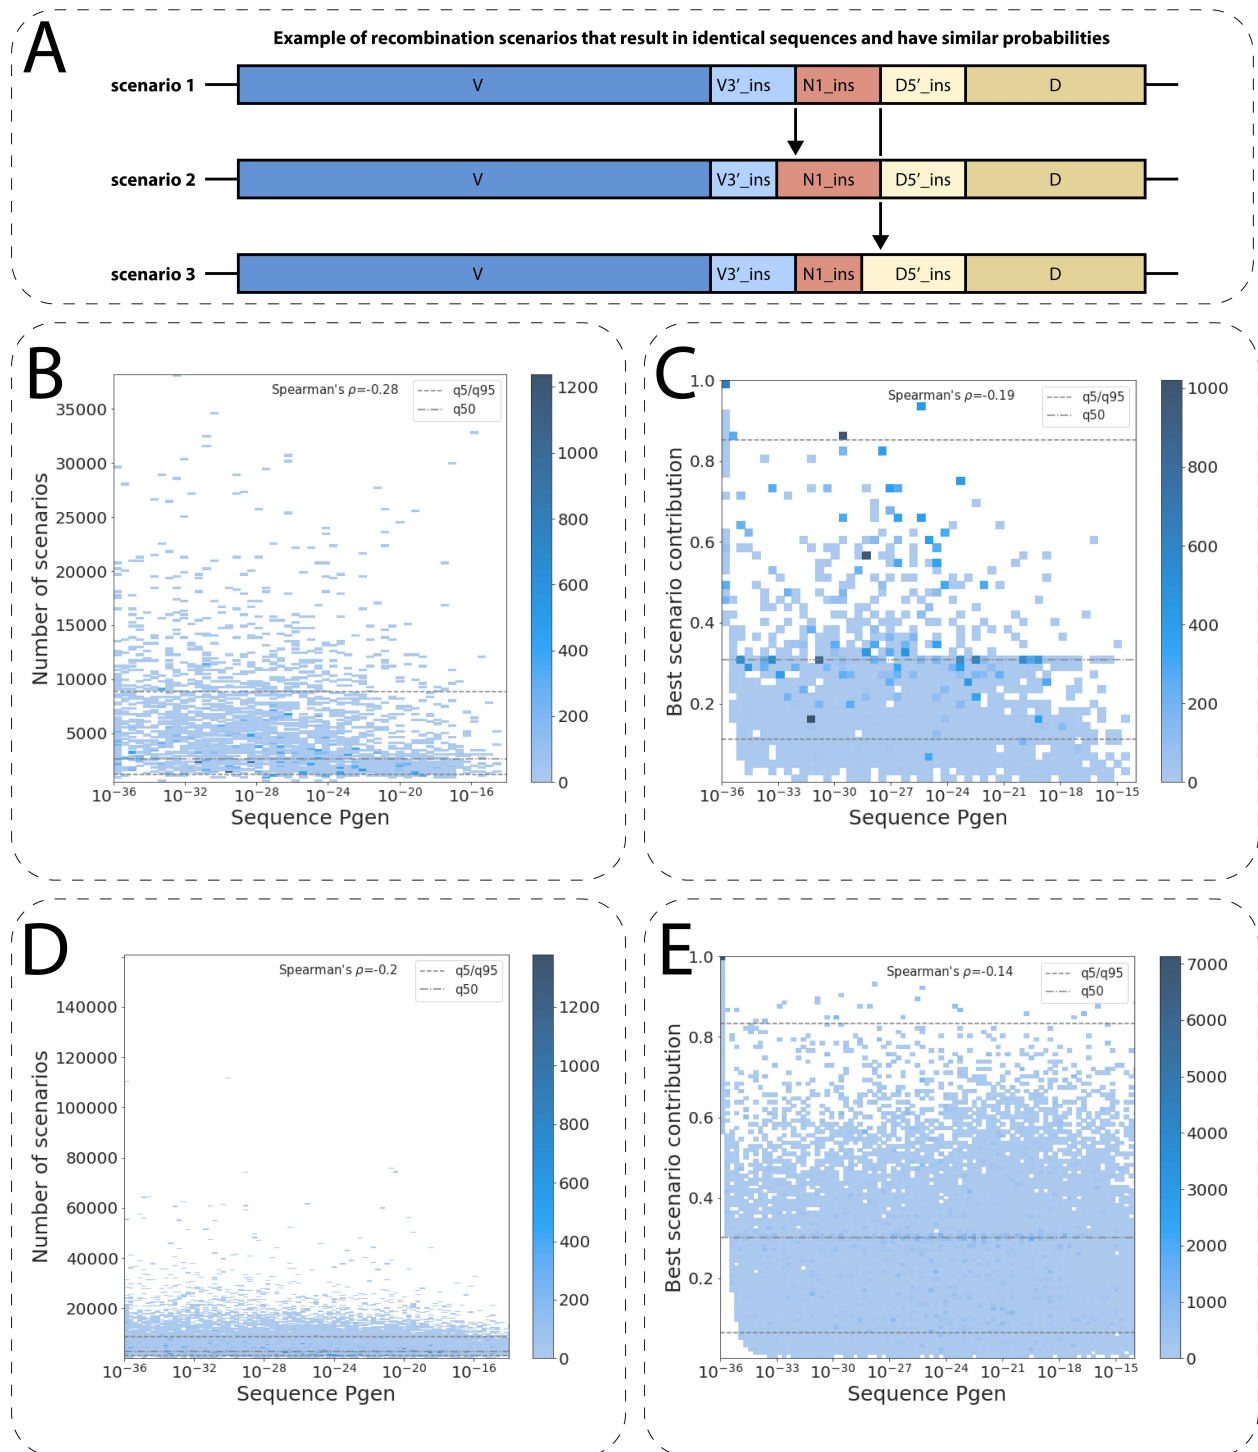 A
Example of recombination scenarios that result in identical sequences and have similar probabilities
scenario 1 V V3′_ins N1_ins D5′_ins D
scenario 2 V V3′_ins N1_ins D5′_ins D
scenario 3 V V3′_ins N1_ins D5′_ins D
B
Spearman's ρ=-0.28
q5/q95
q50
Number of scenarios
35000
30000
25000
20000
15000
10000
5000
10⁻³⁶ 10⁻³² 10⁻²⁸ 10⁻²⁴ 10⁻²⁰ 10⁻¹⁶
Sequence Pgen
1200
1000
800
600
400
200
0
C
Spearman's ρ=-0.19
q5/q95
q50
Best scenario contribution
1.0
0.8
0.6
0.4
0.2
10⁻³⁶ 10⁻³³ 10⁻³⁰ 10⁻²⁷ 10⁻²⁴ 10⁻²¹ 10⁻¹⁸ 10⁻¹⁵
Sequence Pgen
1000
800
600
400
200
0
D
Spearman's ρ=-0.2
q5/q95
q50
Number of scenarios
140000
120000
100000
80000
60000
40000
20000
10⁻³⁶ 10⁻³² 10⁻²⁸ 10⁻²⁴ 10⁻²⁰ 10⁻¹⁶
Sequence Pgen
1200
1000
800
600
400
200
0
E
Spearman's ρ=-0.14
q5/q95
q50
Best scenario contribution
1.0
0.8
0.6
0.4
0.2
10⁻³⁶ 10⁻³³ 10⁻³⁰ 10⁻²⁷ 10⁻²⁴ 10⁻²¹ 10⁻¹⁸ 10⁻¹⁵
Sequence Pgen
7000
6000
5000
4000
3000
2000
1000
0